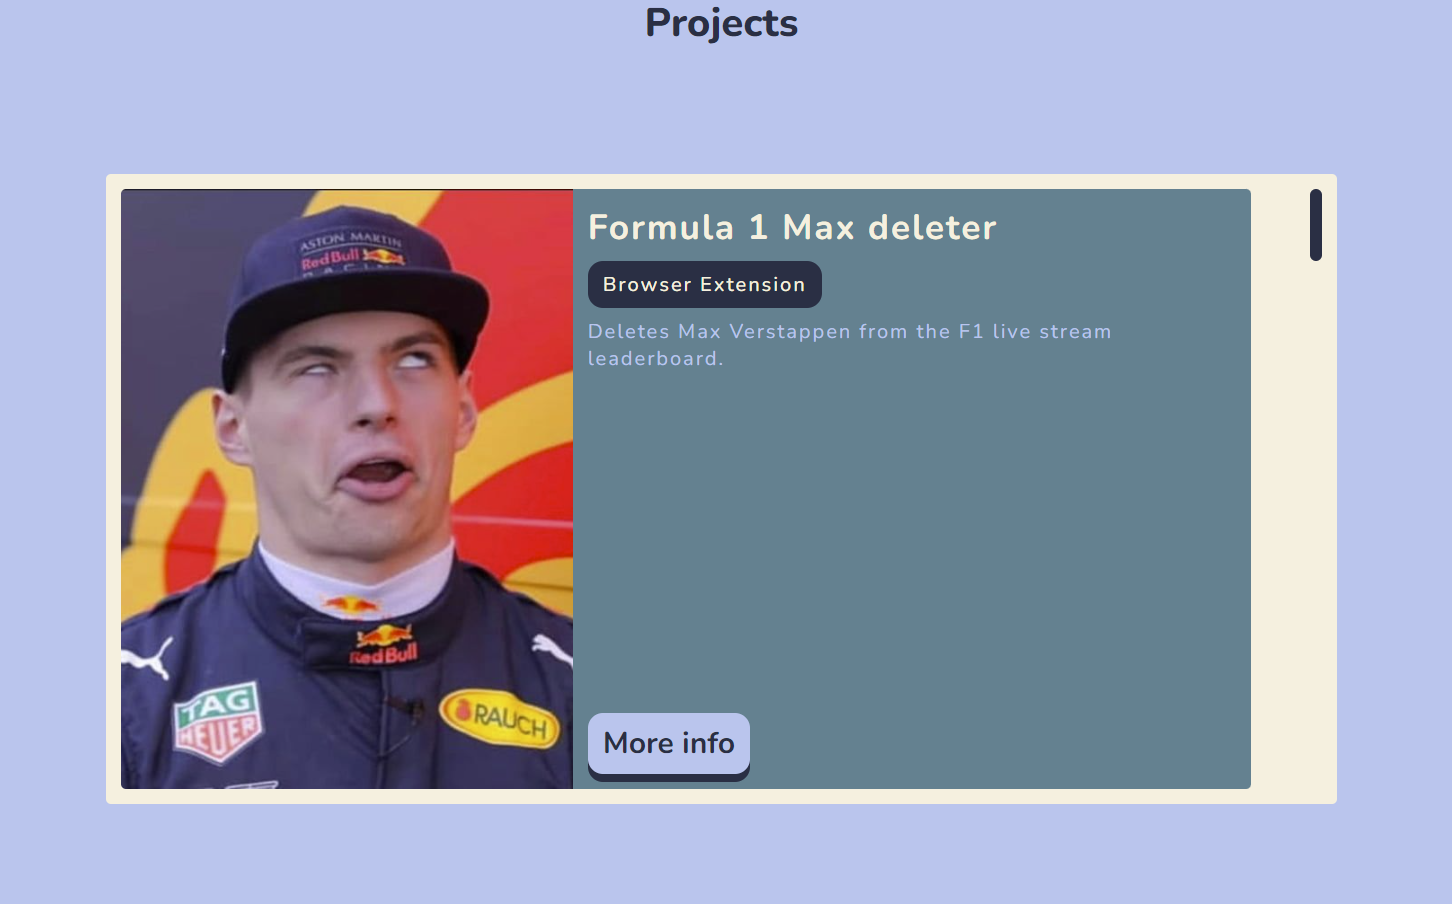 Projects
Formula 1 Max deleter
Browser Extension
Deletes Max Verstappen from the F1 live stream
leaderboard.
More info
ASTON MARTIN
Red Bull
RACING
Red Bull
TAG
HEUER
RAUCH